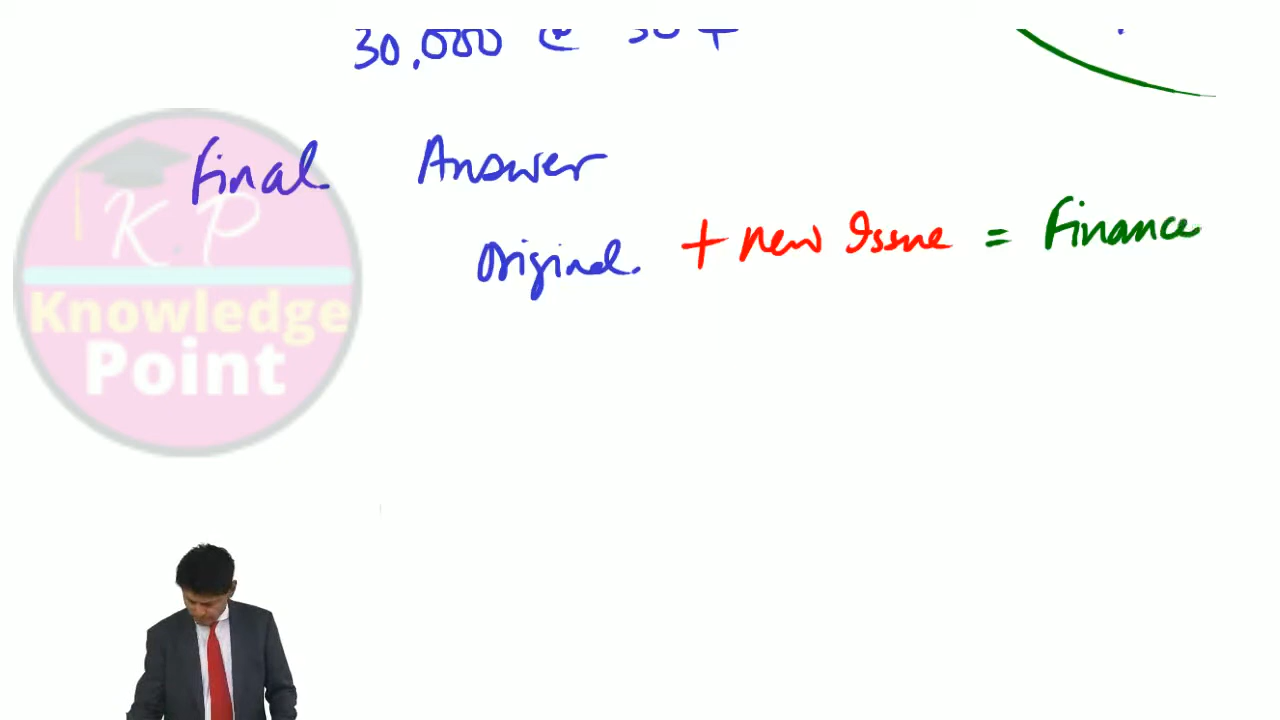 30,000 @
Final Answer
Original + new Issue = Finance
K.P
Knowledge
Point